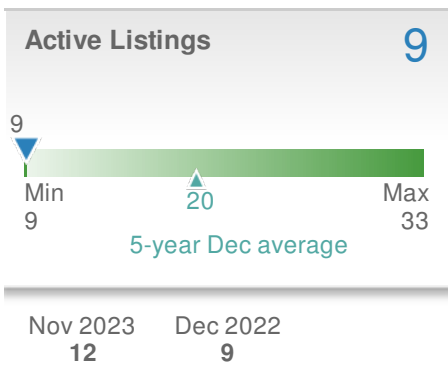 Active Listings 9
9
Min Max
9 20 33
5-year Dec average
Nov 2023 Dec 2022
12 9